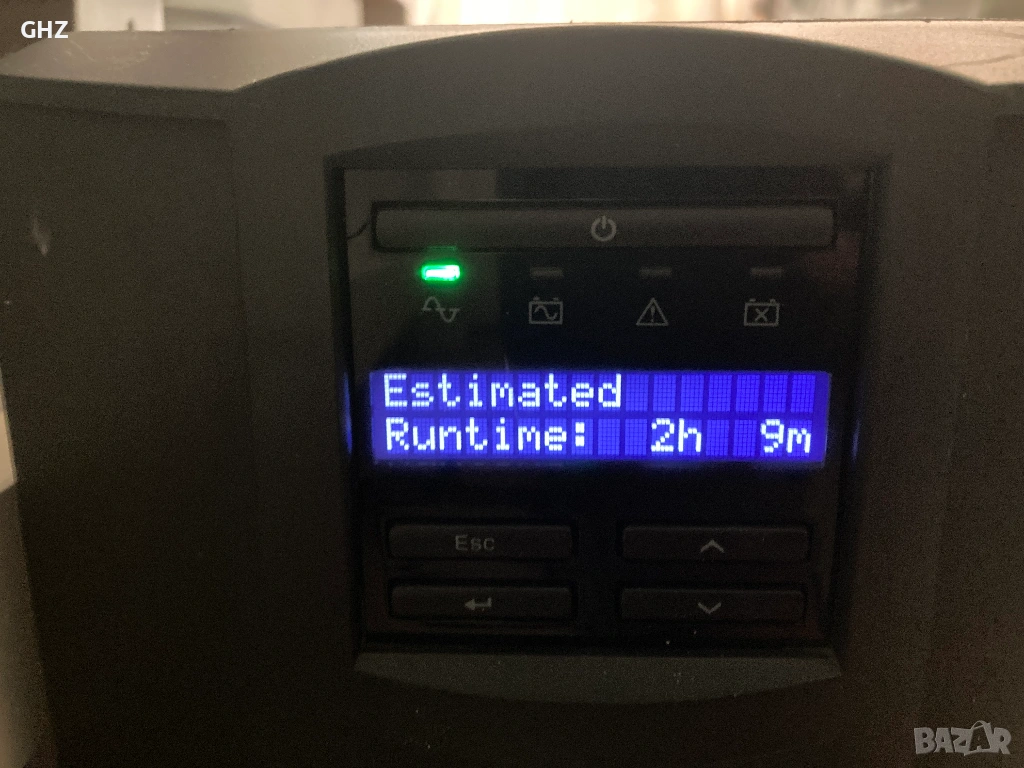 GHZ
Estimated
Runtime: 2h 9m
Esc
BAZAR